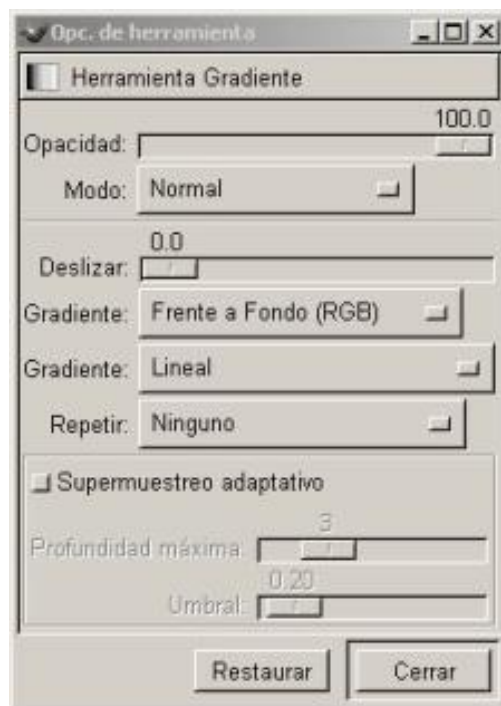 Opc. de herramienta
Herramienta Gradiente
100.0
Opacidad:
Modo: Normal
0.0
Deslizar:
Gradiente: Frente a Fondo (RGB)
Gradiente: Lineal
Repetir: Ninguno
Supermuestreo adaptativo
3
Profundidad máxima:
0.20
Umbral:
Restaurar Cerrar